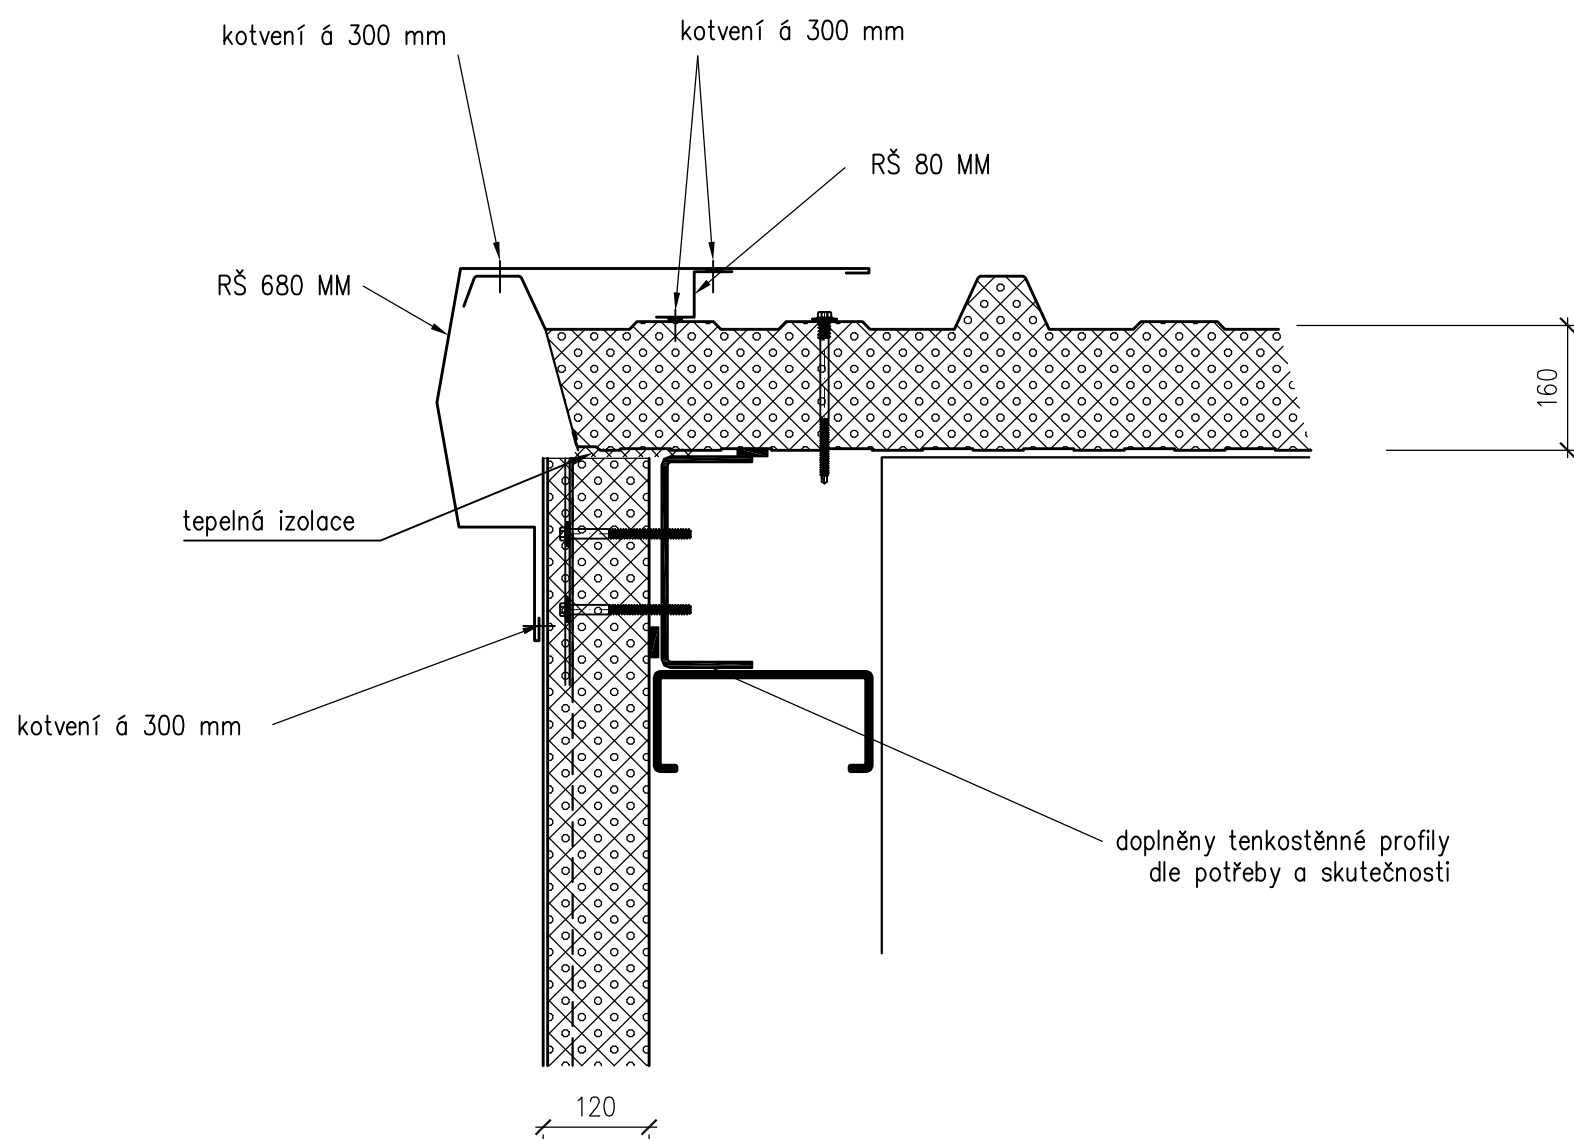 kotvení á 300 mm
kotvení á 300 mm
RŠ 80 MM
RŠ 680 MM
160
tepelná izolace
kotvení á 300 mm
doplněny tenkostěnné profily
dle potřeby a skutečnosti
120